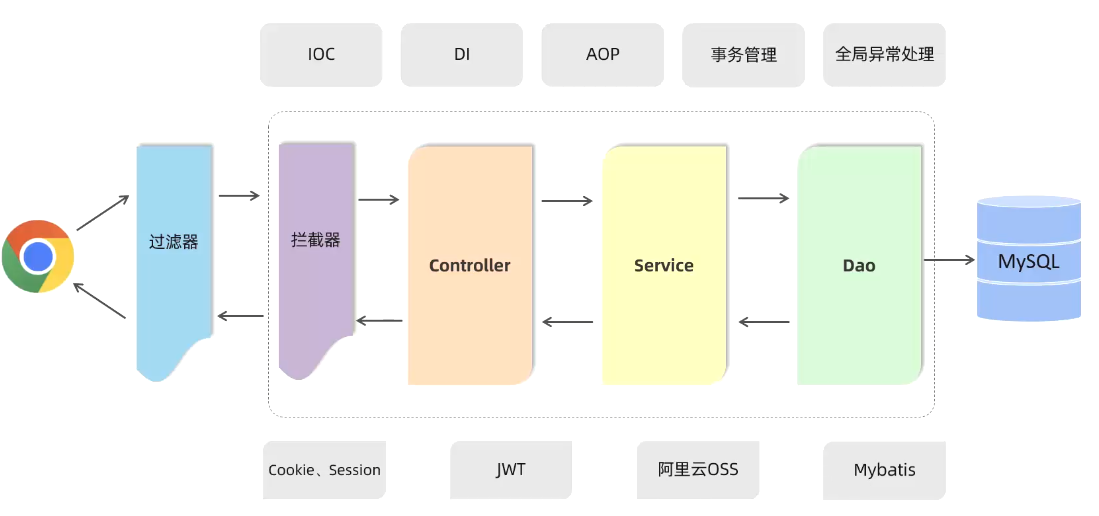 IOC
DI
AOP
事务管理
全局异常处理
过滤器
拦截器
Controller
Service
Dao
MySQL
Cookie、Session
JWT
阿里云OSS
Mybatis